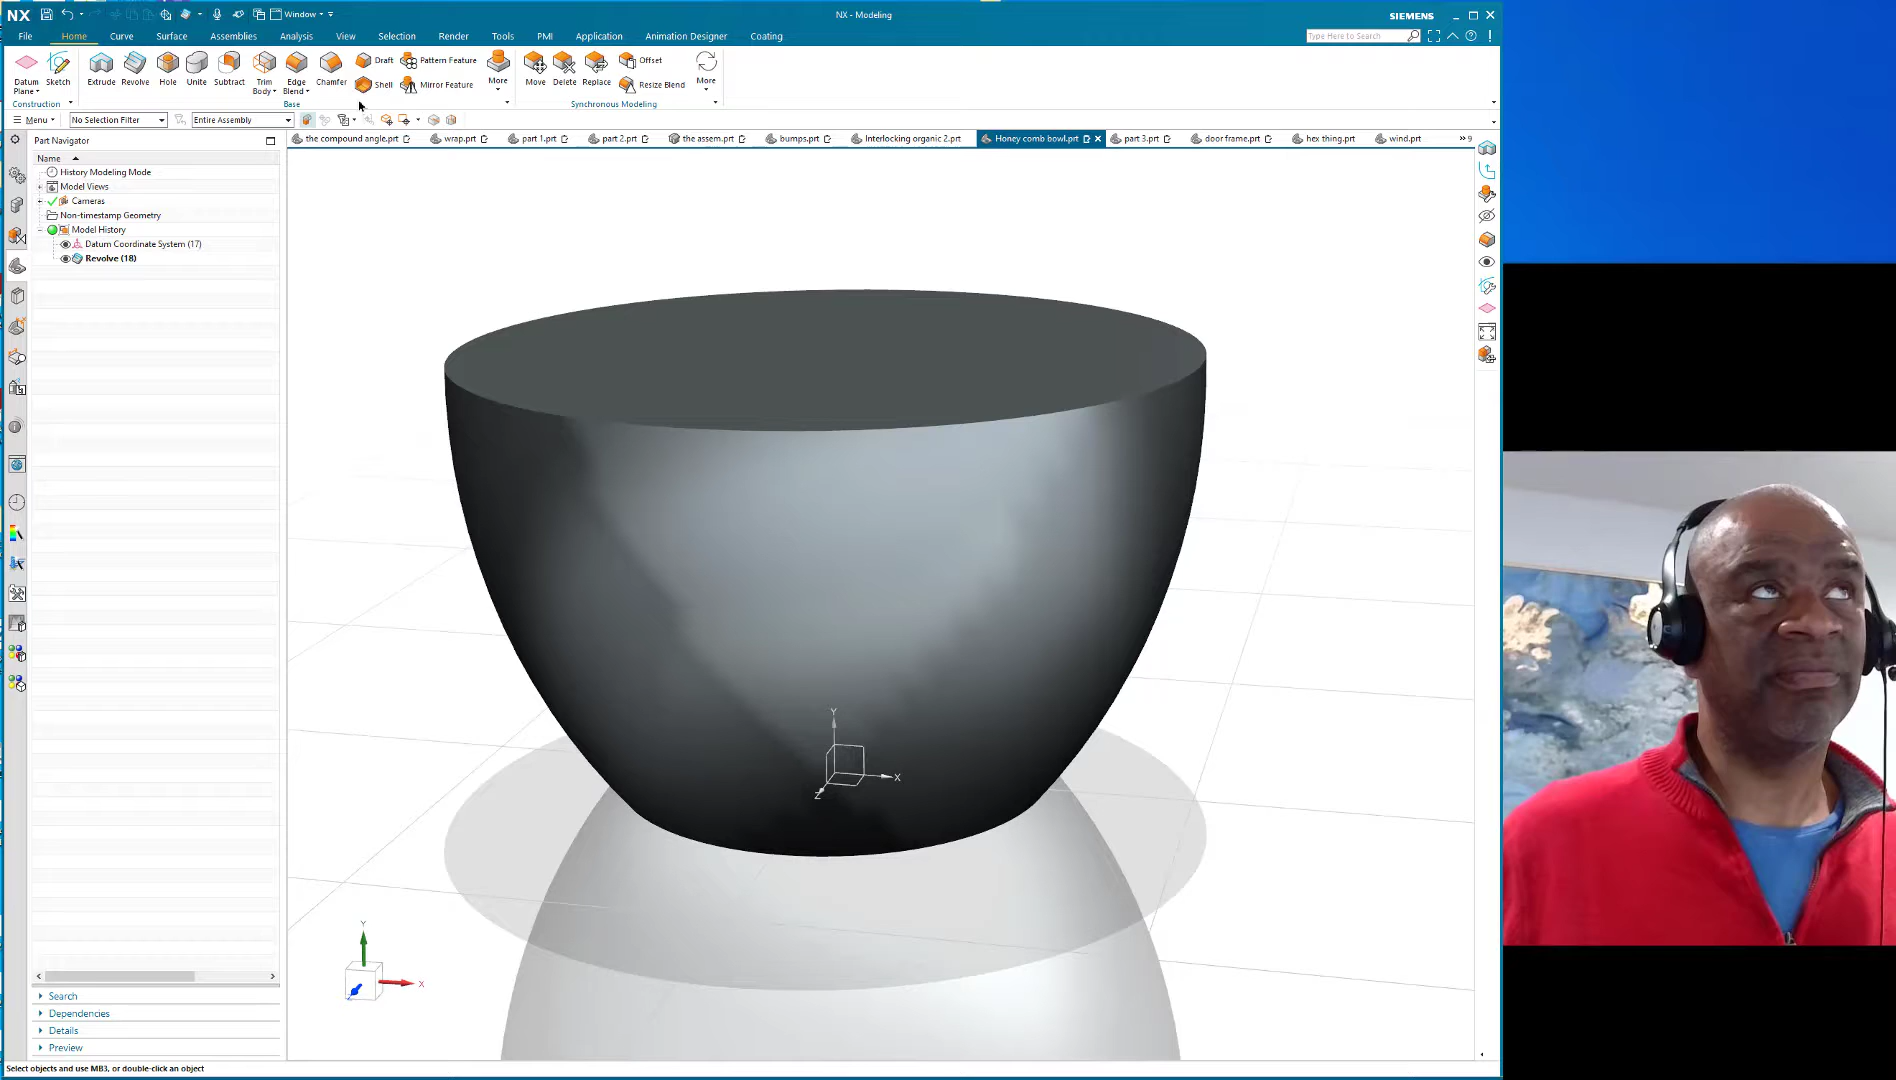 NX
Window
NX - Modeling
SIEMENS
File
Home
Curve
Surface
Assemblies
Analysis
View
Selection
Render
Tools
PMI
Application
Animation Designer
Coating
Type Here to Search
Datum Plane
Sketch
Extrude
Revolve
Hole
Unite
Subtract
Trim Body
Edge Blend
Chamfer
Draft
Shell
Pattern Feature
Mirror Feature
More
Move
Delete
Replace
Offset
Resize Blend
More
Construction
Base
Synchronous Modeling
Menu
No Selection Filter
Entire Assembly
Part Navigator
the compound angle.prt
wrap.prt
part 1.prt
part 2.prt
the assem.prt
bumps.prt
Interlocking organic 2.prt
Honey comb bowl.prt
part 3.prt
door frame.prt
hex thing.prt
wind.prt
9
Name
History Modeling Mode
Model Views
Cameras
Non-timestamp Geometry
Model History
Datum Coordinate System (17)
Revolve (18)
Y
X
Z
Y
X
Search
Dependencies
Details
Preview
Select objects and use MB3, or double-click an object